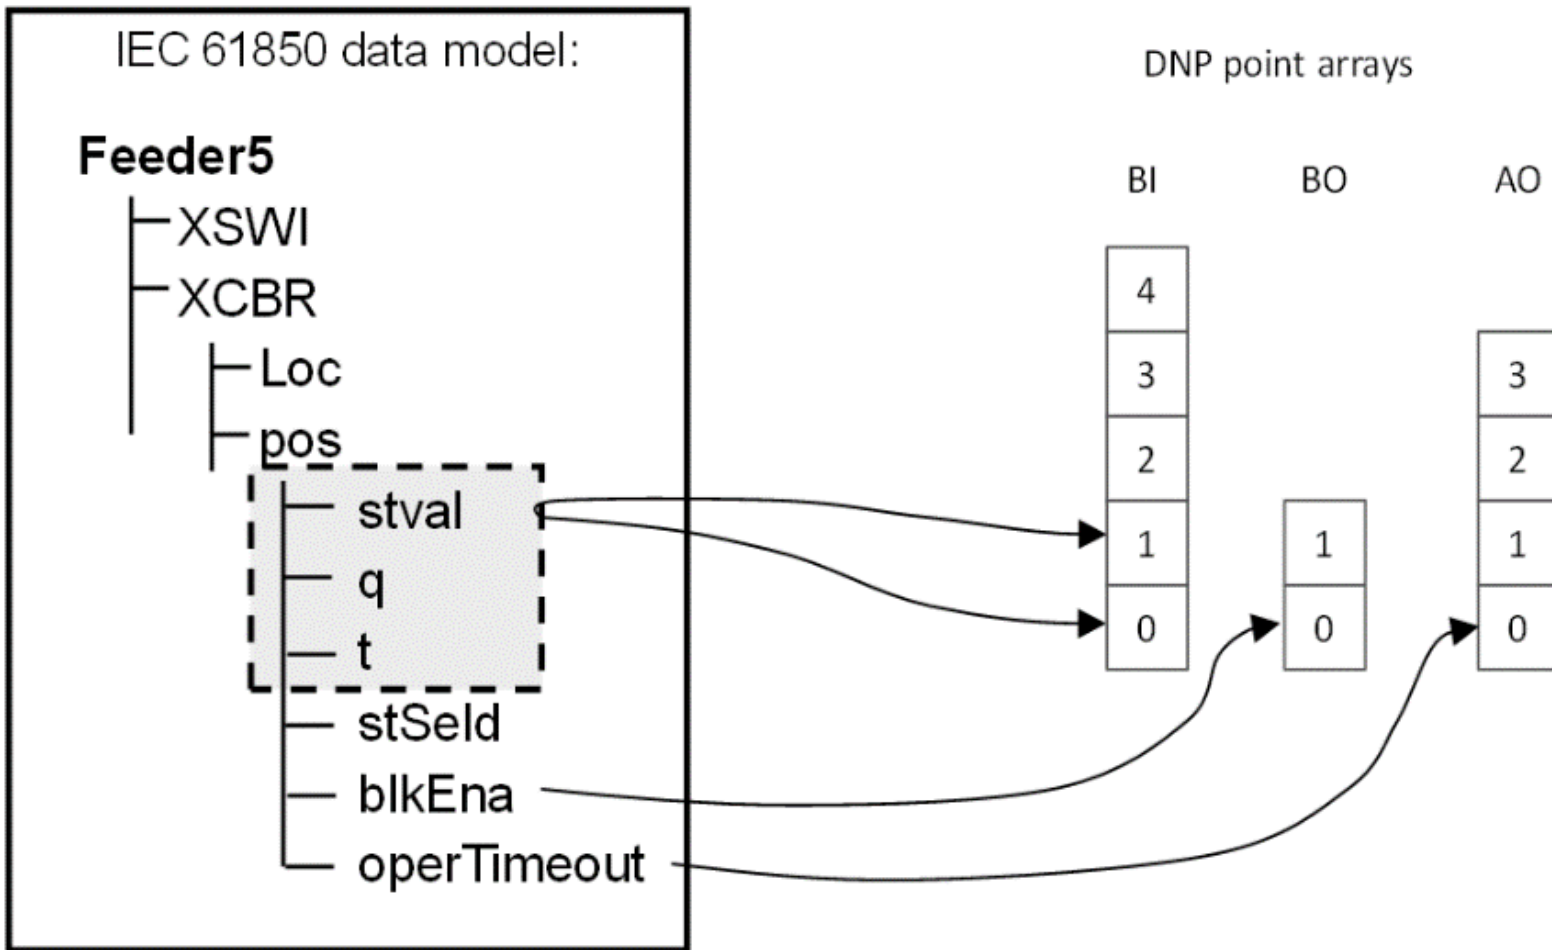 IEC 61850 data model:
Feeder5
XSWI
XCBR
Loc
pos
stval
q
t
stSeld
blkEna
operTimeout
DNP point arrays
BI
BO
AO
4
3
2
1
0
1
0
3
2
1
0